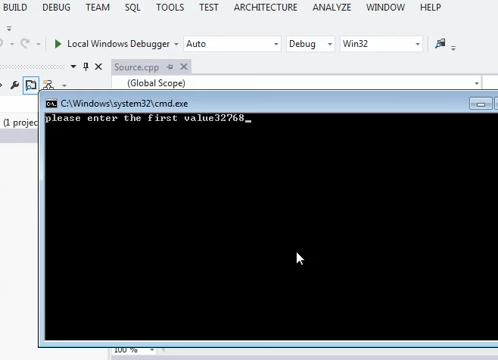 BUILD DEBUG TEAM SQL TOOLS TEST ARCHITECTURE ANALYZE WINDOW HELP
Local Windows Debugger Auto Debug Win32
Source.cpp
(Global Scope)
C:\Windows\system32\cmd.exe
(1 projec
please enter the first value32768_
100 %